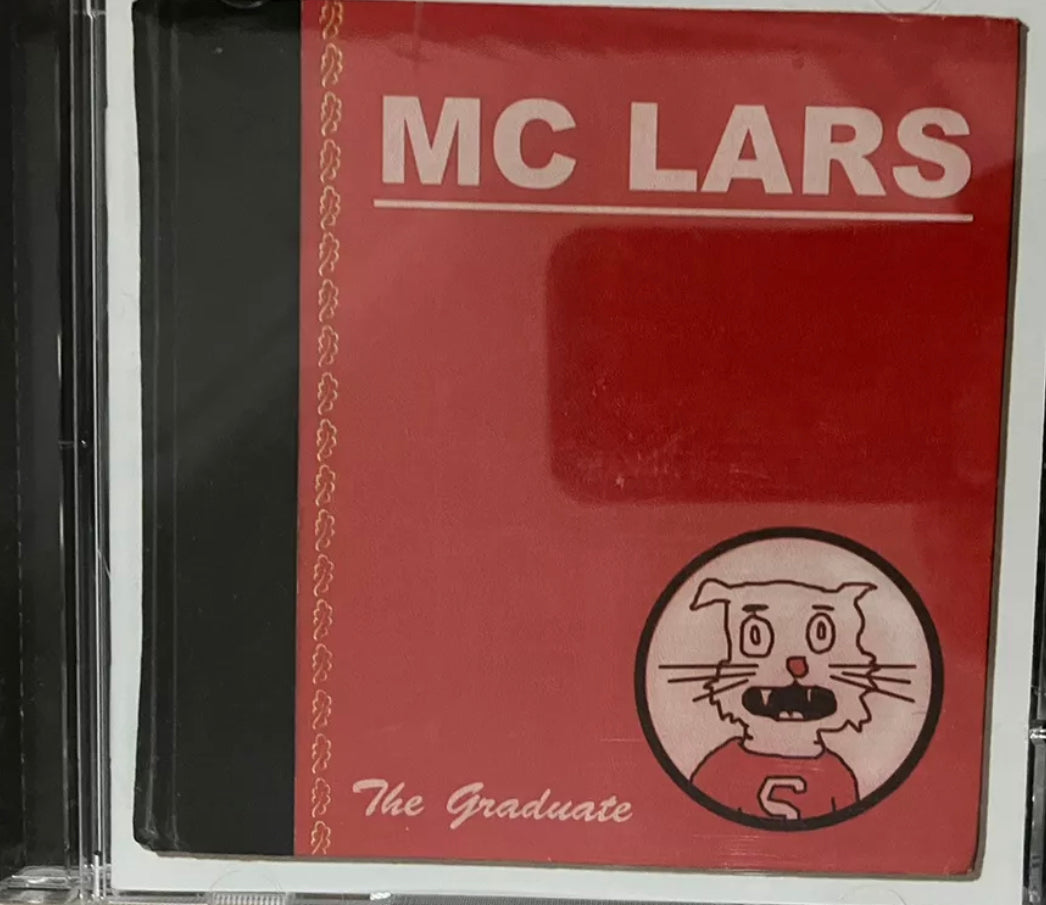 MC LARS
The Graduate
S